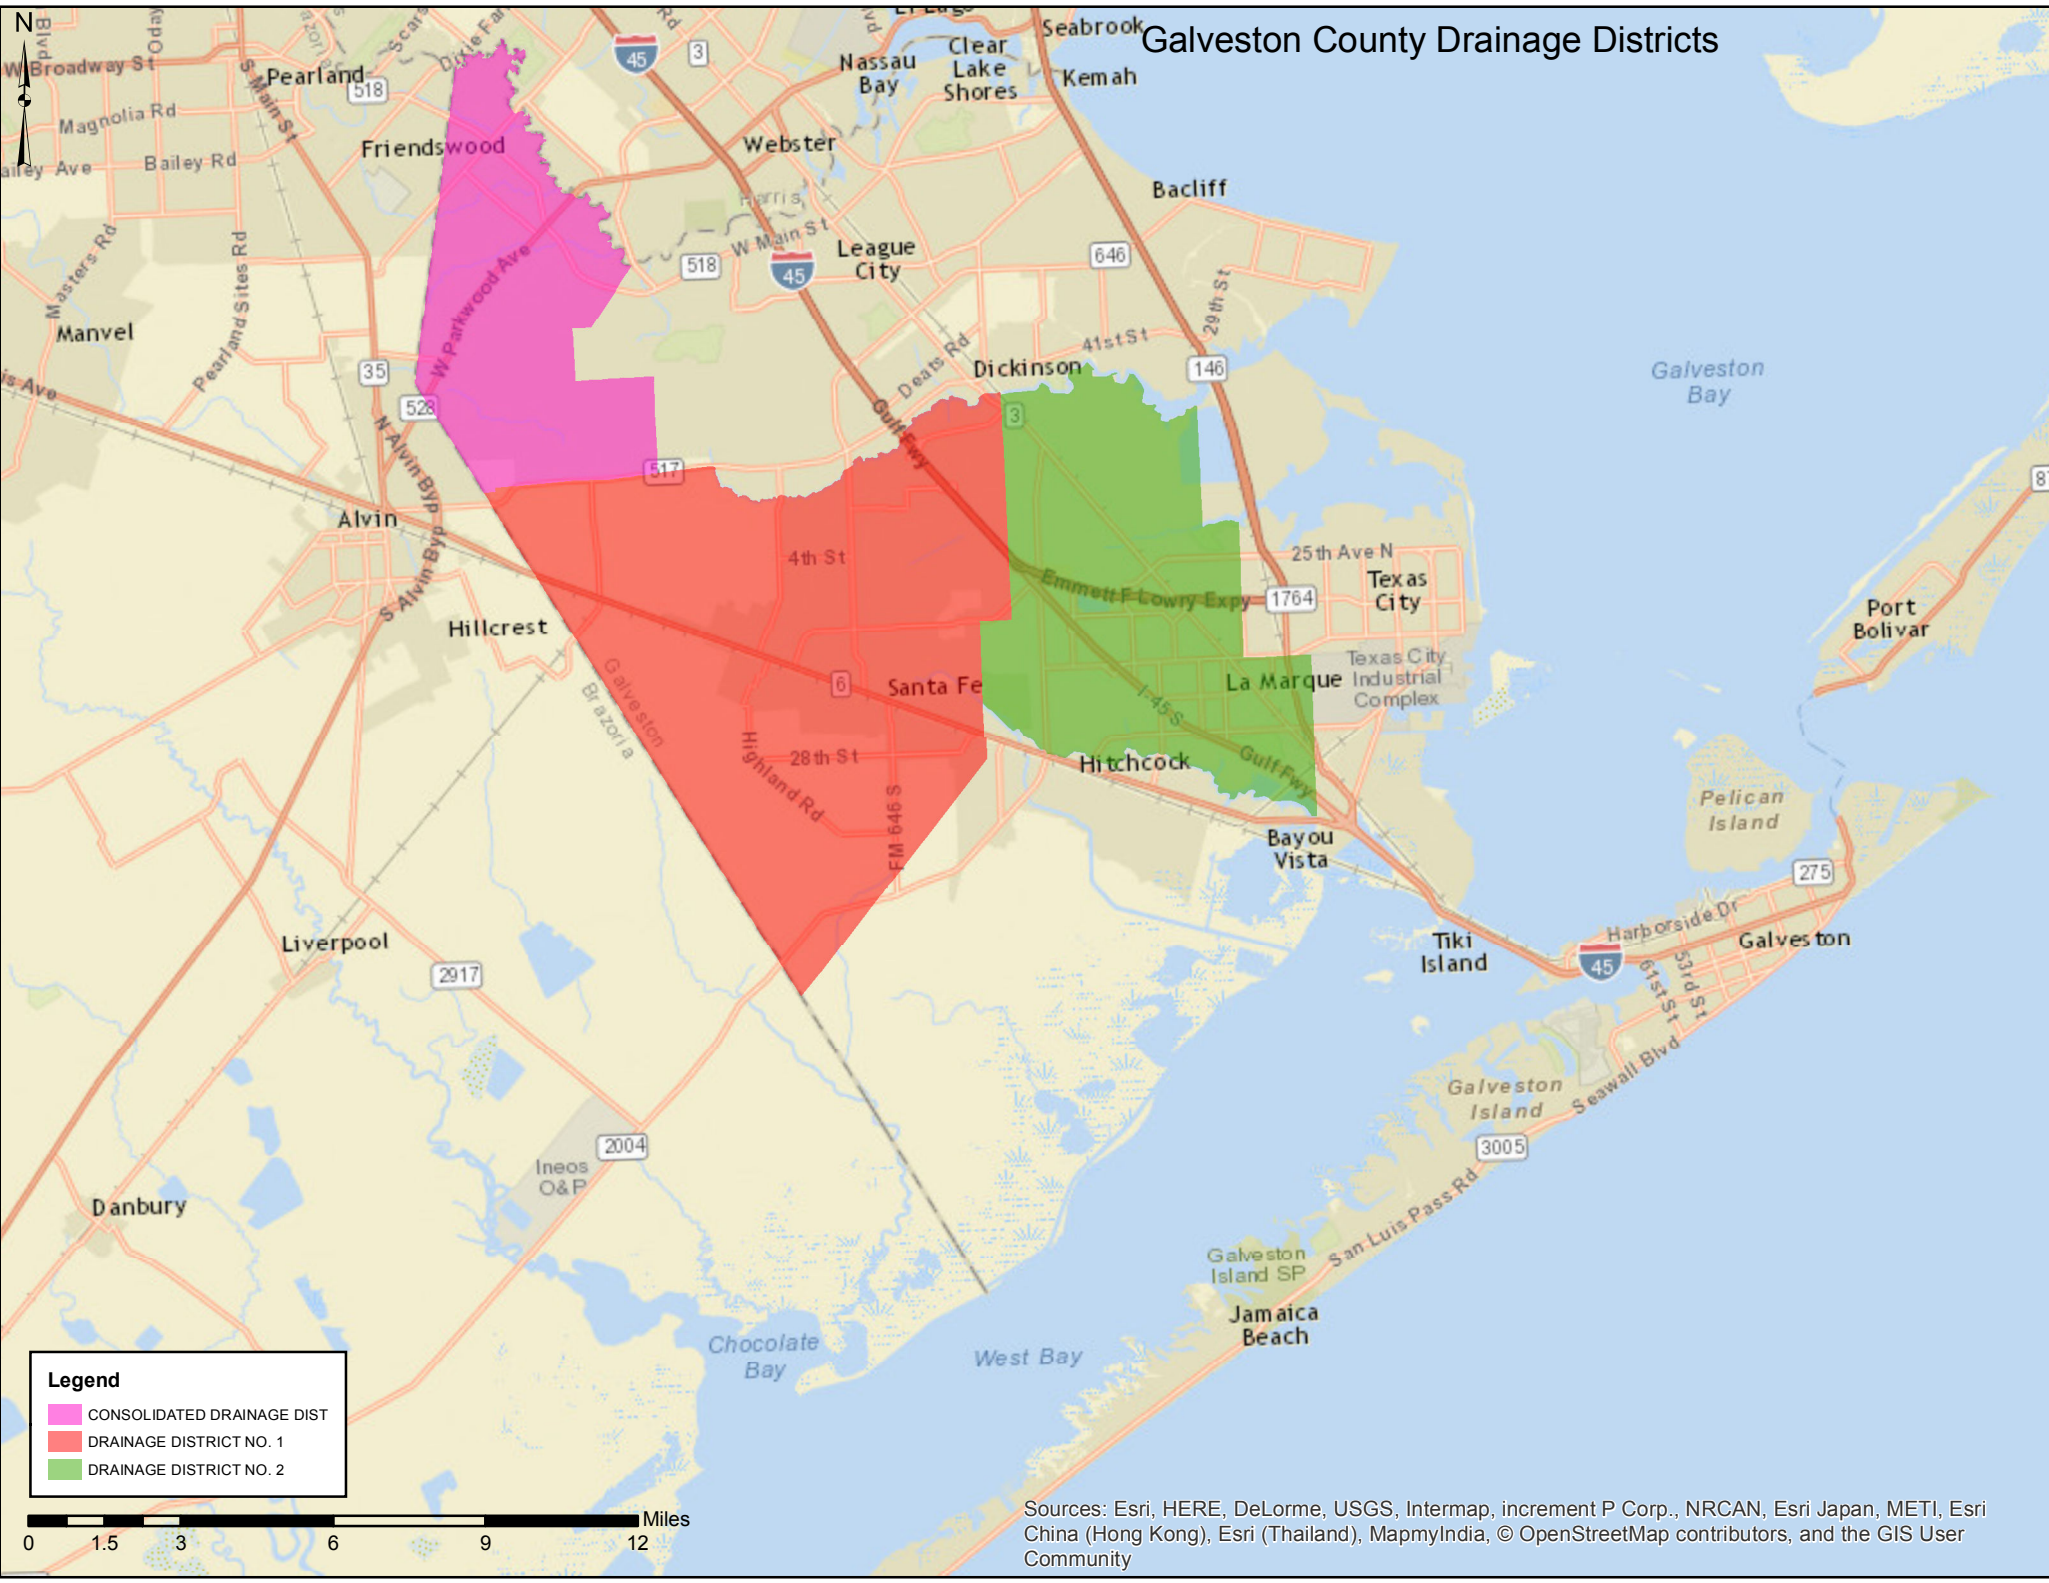 Galveston County Drainage Districts
N
Seabrook
Clear
Lake
Shores
Nassau
Bay
Kemah
W Broadway St
Pearland
518
45
3
Magnolia Rd
S Main St
Friendswood
Webster
Bailey Rd
ailey Ave
Bacliff
Harris
Masters Rd
Pearland Sites Rd
W Main St
518
45
League
City
646
W Parkwood Ave
29th St
Manvel
41st St
Deats Rd
Dickinson
146
35
528
3
Galveston
Bay
is Ave
N Alvin Byp
Gulf Fwy
517
87
Alvin
S Alvin Byp
4th St
25th Ave N
Emmett F Lowry Expy
1764
Texas
City
Port
Bolivar
Hillcrest
Galveston
Brazoria
6
Santa Fe
La Marque
Texas City
Industrial
Complex
I-45 S
Highland Rd
28th St
FM-646 S
Hitchcock
Gulf Fwy
Pelican
Island
Bayou
Vista
275
Harborside Dr
Liverpool
2917
Tiki
Island
45
Galveston
61st St
53rd St
Seawall Blvd
Galveston
Island
3005
2004
Ineos
O&P
Danbury
San Luis Pass Rd
Galveston
Island SP
Jamaica
Beach
Chocolate
Bay
West Bay
Legend
CONSOLIDATED DRAINAGE DIST
DRAINAGE DISTRICT NO. 1
DRAINAGE DISTRICT NO. 2
Miles
0 1.5 3 6 9 12
Sources: Esri, HERE, DeLorme, USGS, Intermap, increment P Corp., NRCAN, Esri Japan, METI, Esri
China (Hong Kong), Esri (Thailand), MapmyIndia, © OpenStreetMap contributors, and the GIS User
Community